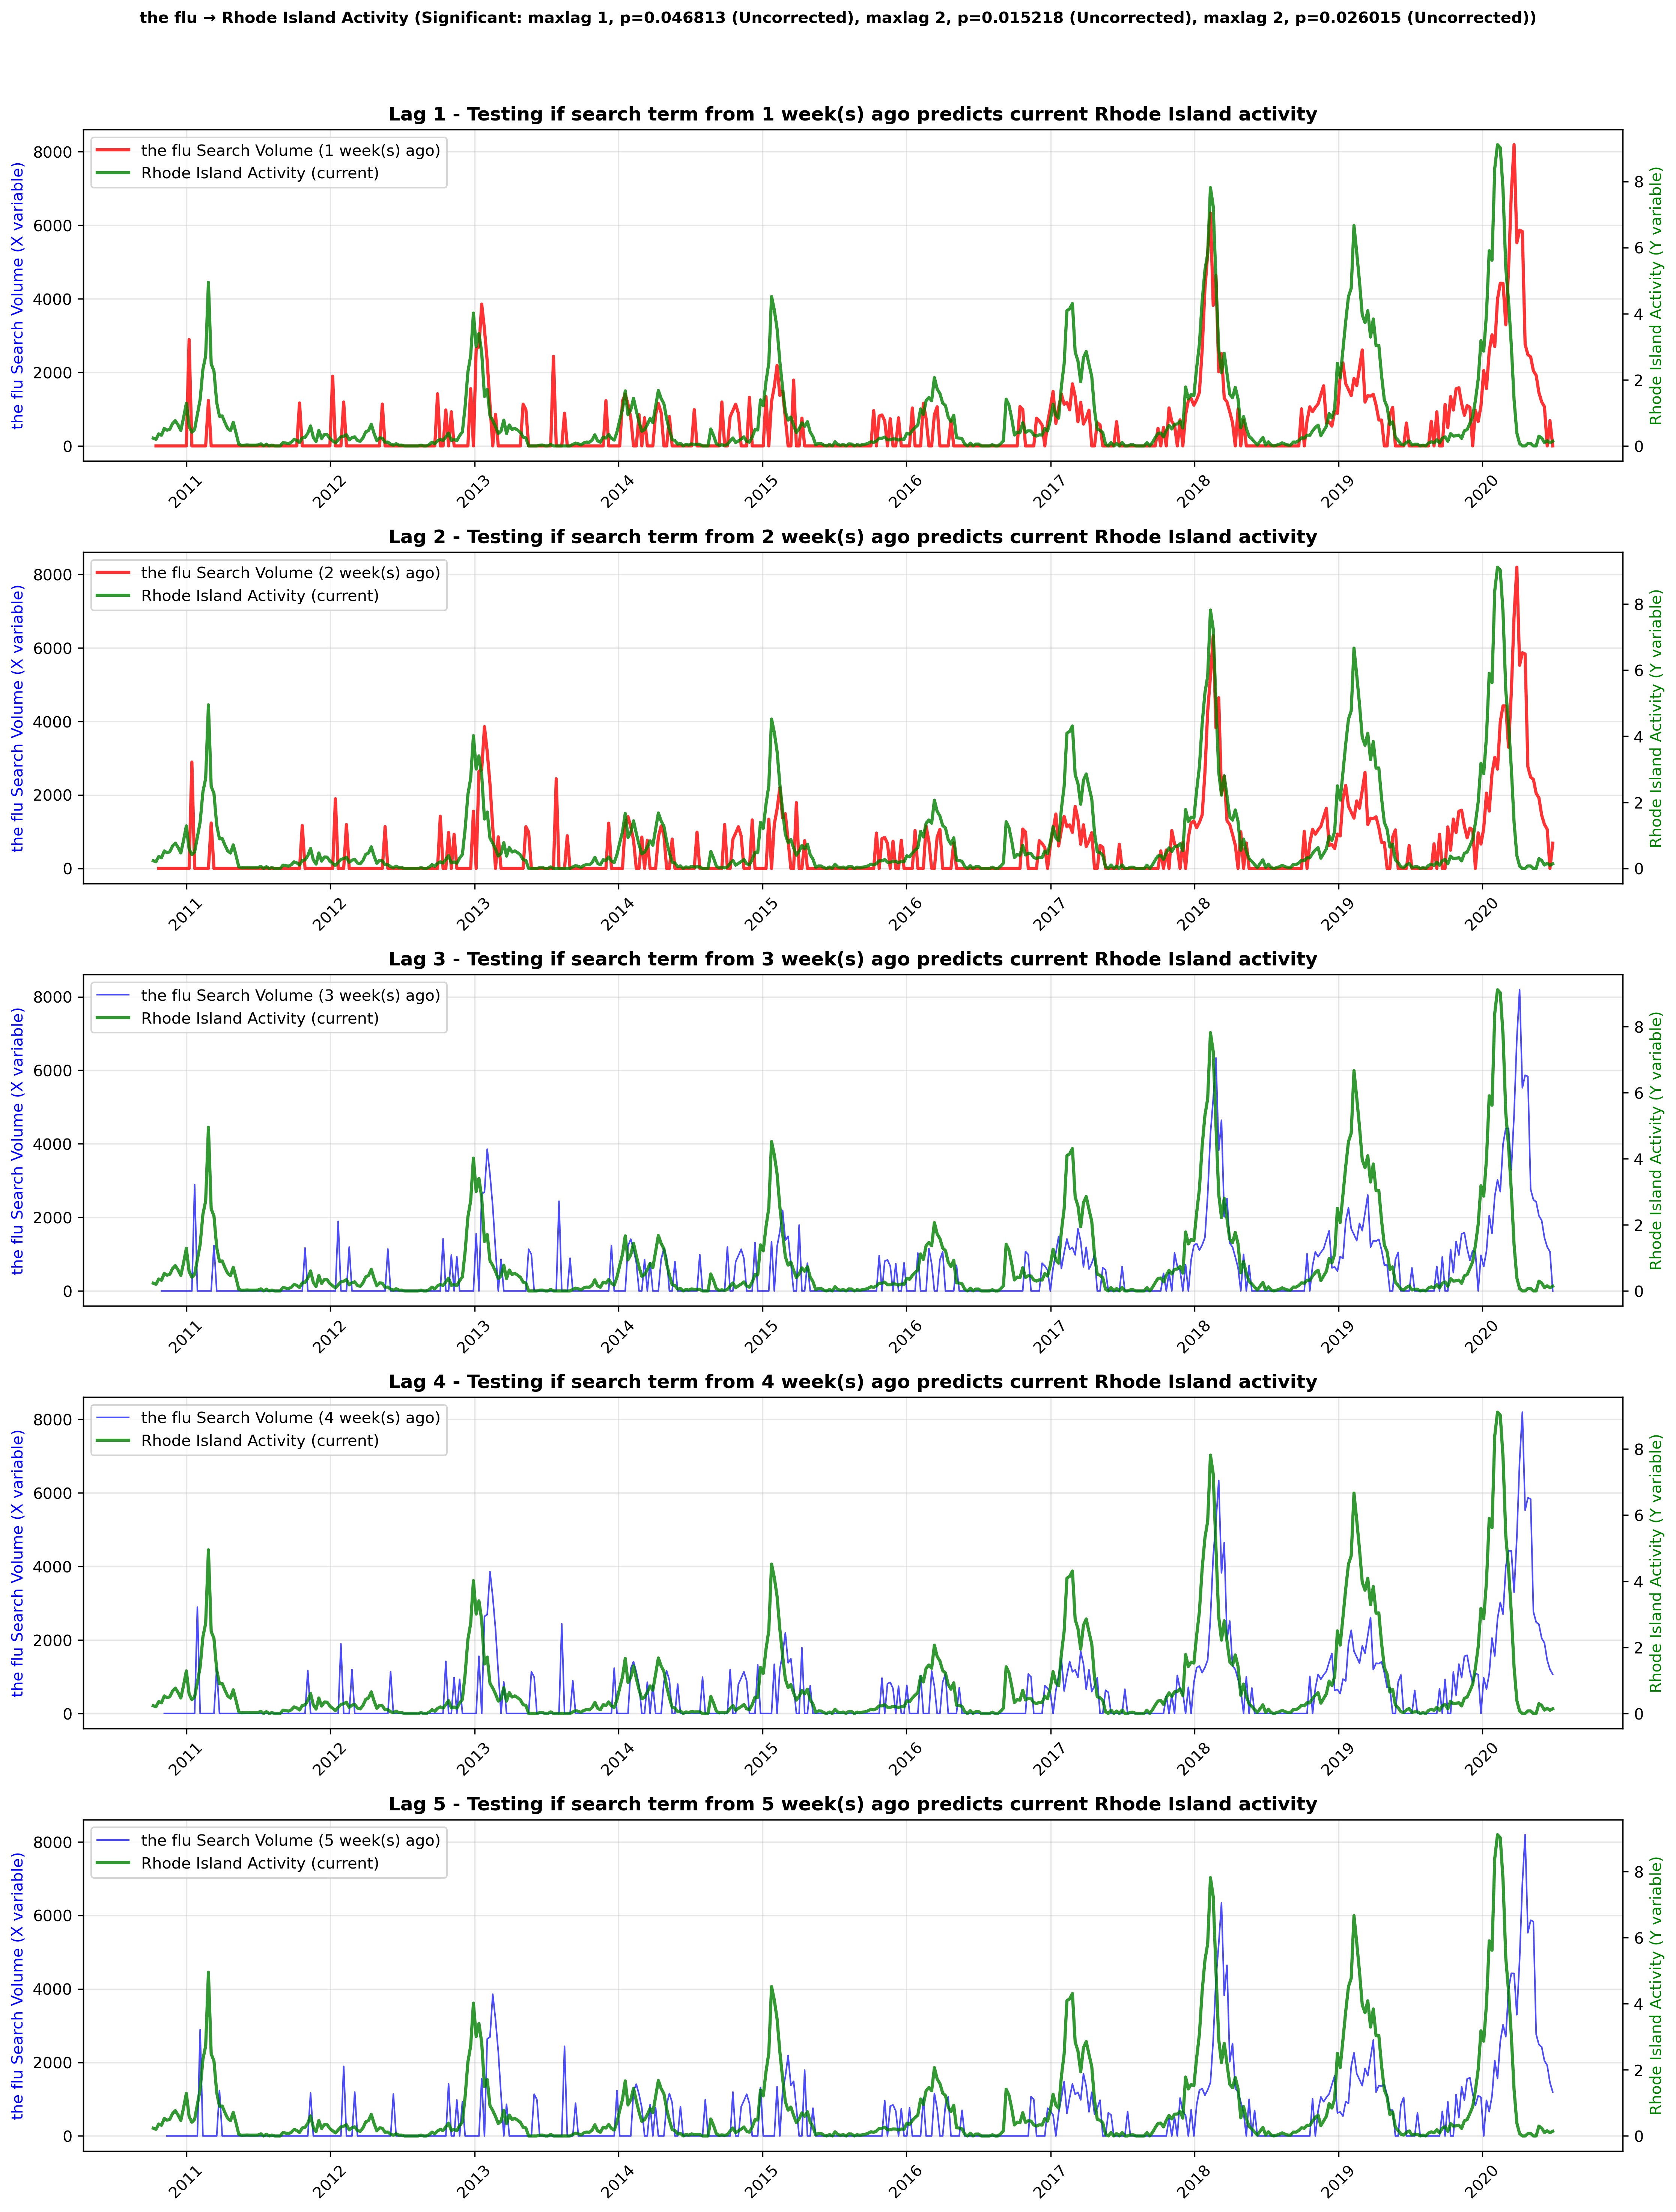 the flu → Rhode Island Activity (Significant: maxlag 1, p=0.046813 (Uncorrected), maxlag 2, p=0.015218 (Uncorrected), maxlag 2, p=0.026015 (Uncorrected))
Lag 1 - Testing if search term from 1 week(s) ago predicts current Rhode Island activity
the flu Search Volume (1 week(s) ago)
Rhode Island Activity (current)
the flu Search Volume (X variable)
8000
6000
4000
2000
0
8
6
4
2
0
Rhode Island Activity (Y variable)
2011 2012 2013 2014 2015 2016 2017 2018 2019 2020
Lag 2 - Testing if search term from 2 week(s) ago predicts current Rhode Island activity
the flu Search Volume (2 week(s) ago)
Rhode Island Activity (current)
the flu Search Volume (X variable)
8000
6000
4000
2000
0
8
6
4
2
0
Rhode Island Activity (Y variable)
2011 2012 2013 2014 2015 2016 2017 2018 2019 2020
Lag 3 - Testing if search term from 3 week(s) ago predicts current Rhode Island activity
the flu Search Volume (3 week(s) ago)
Rhode Island Activity (current)
the flu Search Volume (X variable)
8000
6000
4000
2000
0
8
6
4
2
0
Rhode Island Activity (Y variable)
2011 2012 2013 2014 2015 2016 2017 2018 2019 2020
Lag 4 - Testing if search term from 4 week(s) ago predicts current Rhode Island activity
the flu Search Volume (4 week(s) ago)
Rhode Island Activity (current)
the flu Search Volume (X variable)
8000
6000
4000
2000
0
8
6
4
2
0
Rhode Island Activity (Y variable)
2011 2012 2013 2014 2015 2016 2017 2018 2019 2020
Lag 5 - Testing if search term from 5 week(s) ago predicts current Rhode Island activity
the flu Search Volume (5 week(s) ago)
Rhode Island Activity (current)
the flu Search Volume (X variable)
8000
6000
4000
2000
0
8
6
4
2
0
Rhode Island Activity (Y variable)
2011 2012 2013 2014 2015 2016 2017 2018 2019 2020